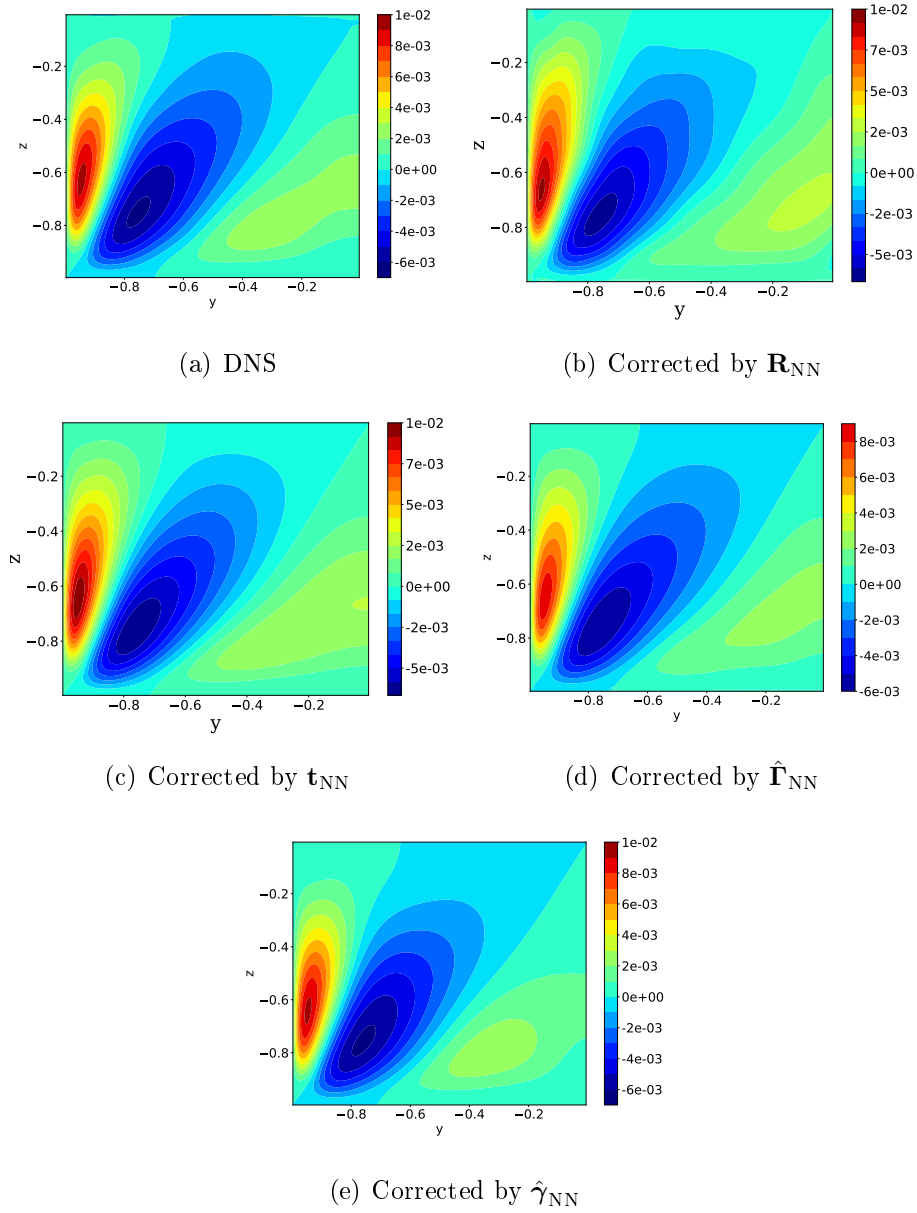 1e-02
8e-03
6e-03
4e-03
2e-03
0e+00
−2e-03
−4e-03
−6e-03
−0.2
−0.4
−0.6
−0.8
z
−0.8 −0.6 −0.4 −0.2
y
(a) DNS
1e-02
7e-03
5e-03
2e-03
0e+00
−2e-03
−5e-03
−0.2
−0.4
−0.6
−0.8
z
−0.8 −0.6 −0.4 −0.2
y
(b) Corrected by R_NN
1e-02
7e-03
5e-03
2e-03
0e+00
−2e-03
−5e-03
−0.2
−0.4
−0.6
−0.8
z
−0.8 −0.6 −0.4 −0.2
y
(c) Corrected by t_NN
8e-03
6e-03
4e-03
2e-03
0e+00
−2e-03
−4e-03
−6e-03
−0.2
−0.4
−0.6
−0.8
z
−0.8 −0.6 −0.4 −0.2
y
(d) Corrected by Γ̂_NN
1e-02
8e-03
6e-03
4e-03
2e-03
0e+00
−2e-03
−4e-03
−6e-03
−0.2
−0.4
−0.6
−0.8
z
−0.8 −0.6 −0.4 −0.2
y
(e) Corrected by γ̂_NN